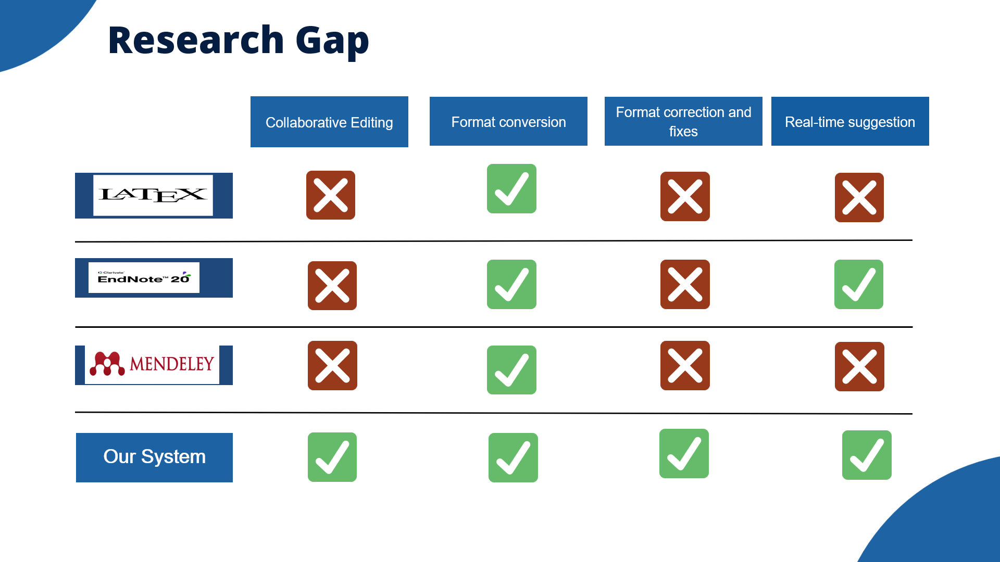 Research Gap
Collaborative Editing
Format conversion
Format correction and
fixes
Real-time suggestion
LATEX
Clarivate™
EndNote™ 20
MENDELEY
Our System